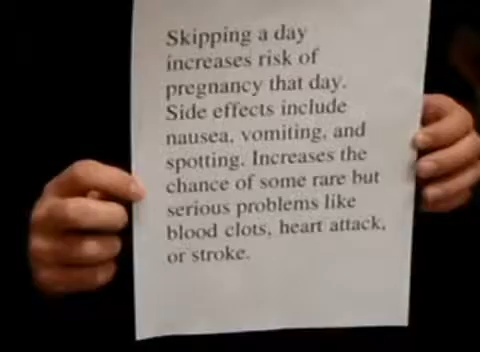 Skipping a day
increases risk of
pregnancy that day.
Side effects include
nausea, vomiting, and
spotting. Increases the
chance of some rare but
serious problems like
blood clots, heart attack,
or stroke.